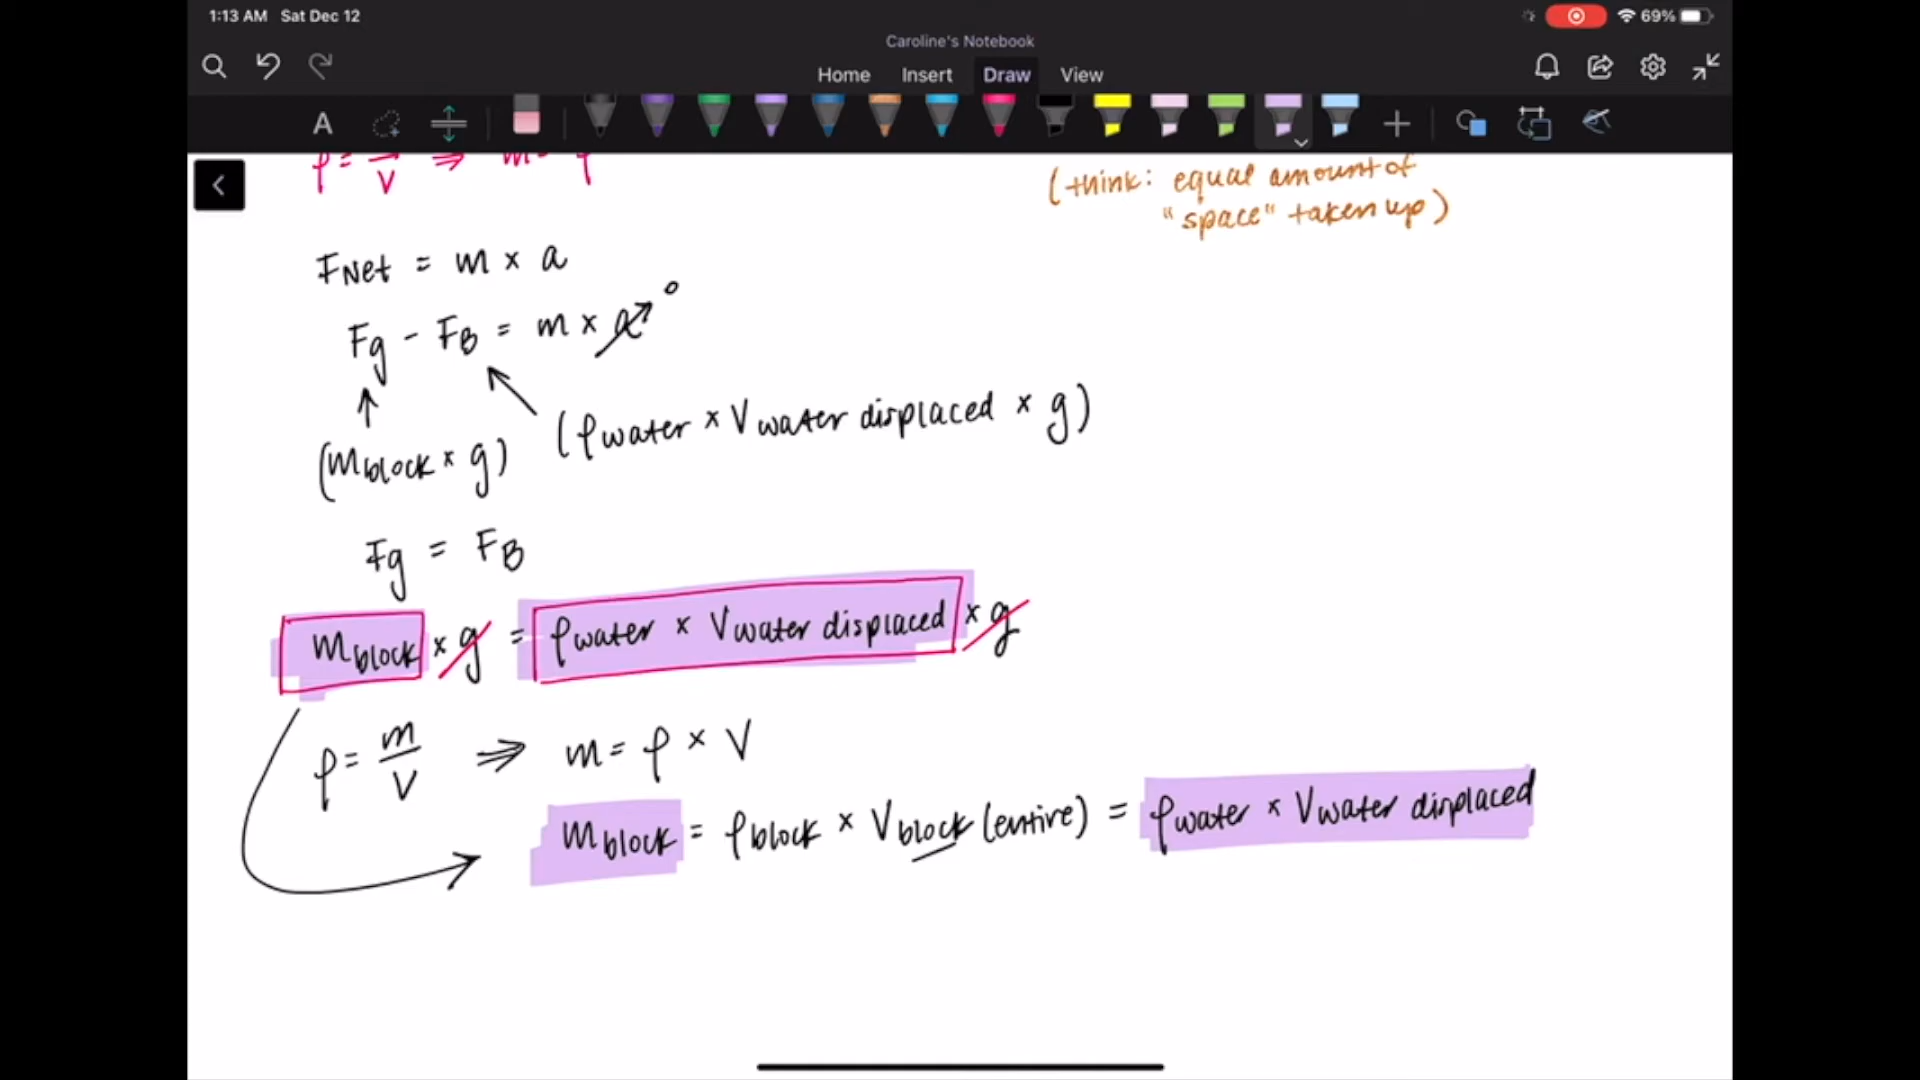 1:13 AM Sat Dec 12
69%
Caroline's Notebook
Home Insert Draw View
A
ρ = V ⇒ m = ρ
(think: equal amount of
"space" taken up)
FNet = m × a
Fg - FB = m × a 0
(mblock × g) (ρwater × Vwater displaced × g)
Fg = FB
mblock × g = ρwater × Vwater displaced × g
ρ = m/V ⇒ m = ρ × V
mblock = ρblock × Vblock (entire) = ρwater × Vwater displaced